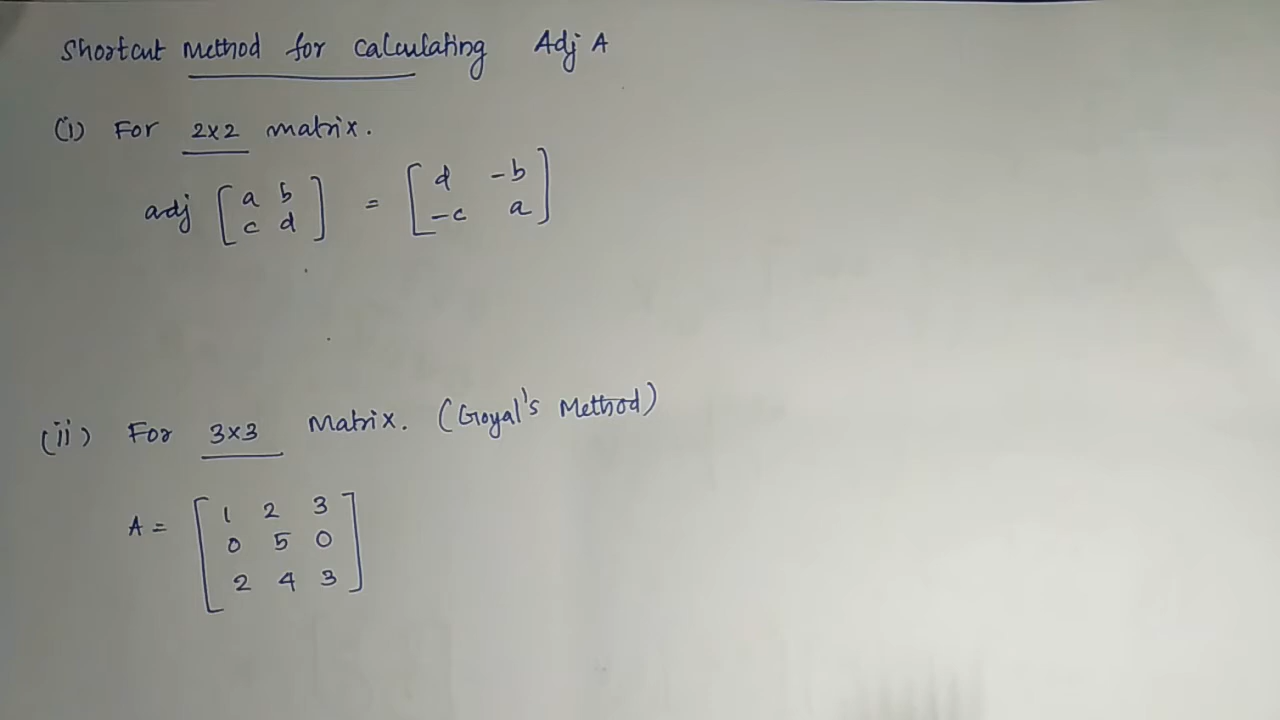 Shortcut Method for Calculating Adj A
(i) For 2x2 matrix.
adj [a b] = [d -b]
[c d] [-c a]
(ii) For 3x3 Matrix. (Goyal's Method)
A = [1 2 3]
[0 5 0]
[2 4 3]